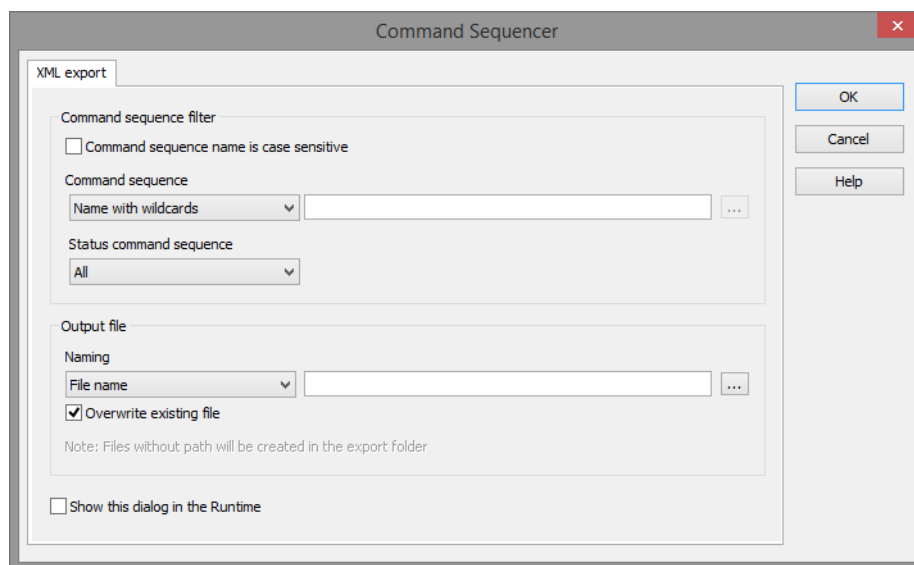 Command Sequencer
XML export
OK
Cancel
Help
Command sequence filter
Command sequence name is case sensitive
Command sequence
Name with wildcards
...
Status command sequence
All
Output file
Naming
File name
...
Overwrite existing file
Note: Files without path will be created in the export folder
Show this dialog in the Runtime